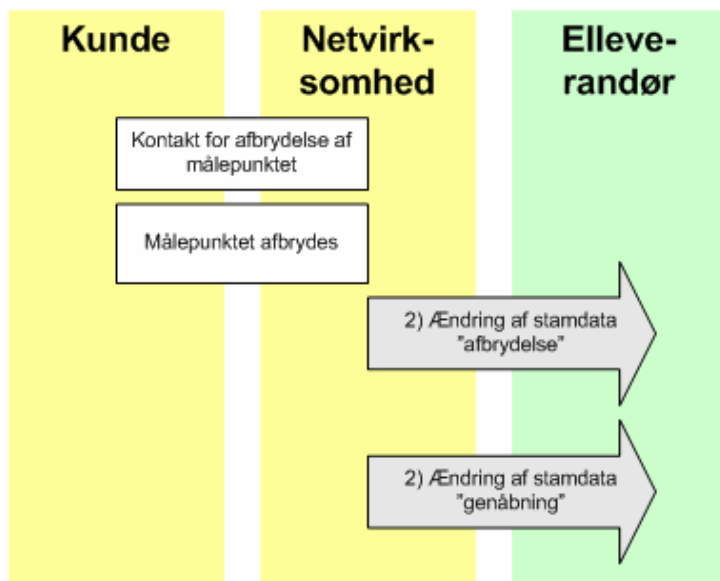 Kunde
Netvirk-
somhed
Elleve-
randør
Kontakt for afbrydelse af
målepunktet
Målepunktet afbrydes
2) Ændring af stamdata
"afbrydelse"
2) Ændring af stamdata
"genåbning"